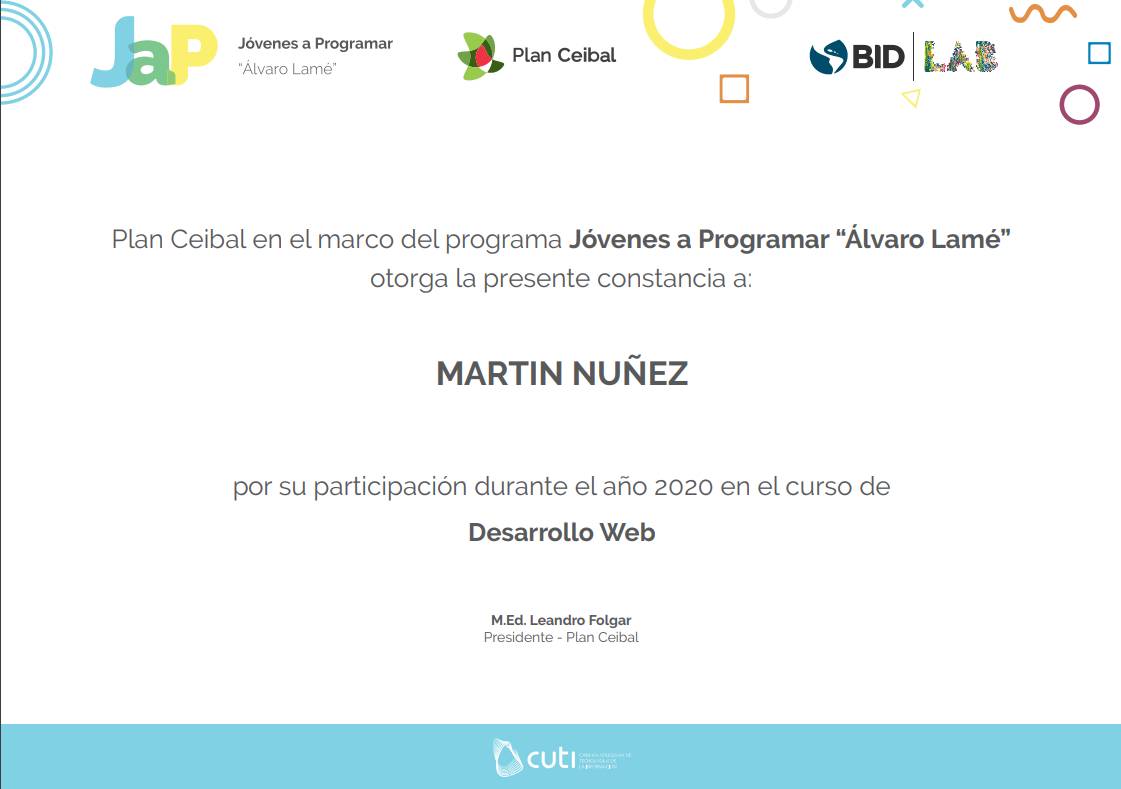 JaP
Jóvenes a Programar
“Álvaro Lamé”
Plan Ceibal
BID
LAB
Plan Ceibal en el marco del programa Jóvenes a Programar “Álvaro Lamé”
otorga la presente constancia a:
MARTIN NUÑEZ
por su participación durante el año 2020 en el curso de
Desarrollo Web
M.Ed. Leandro Folgar
Presidente - Plan Ceibal
cuti